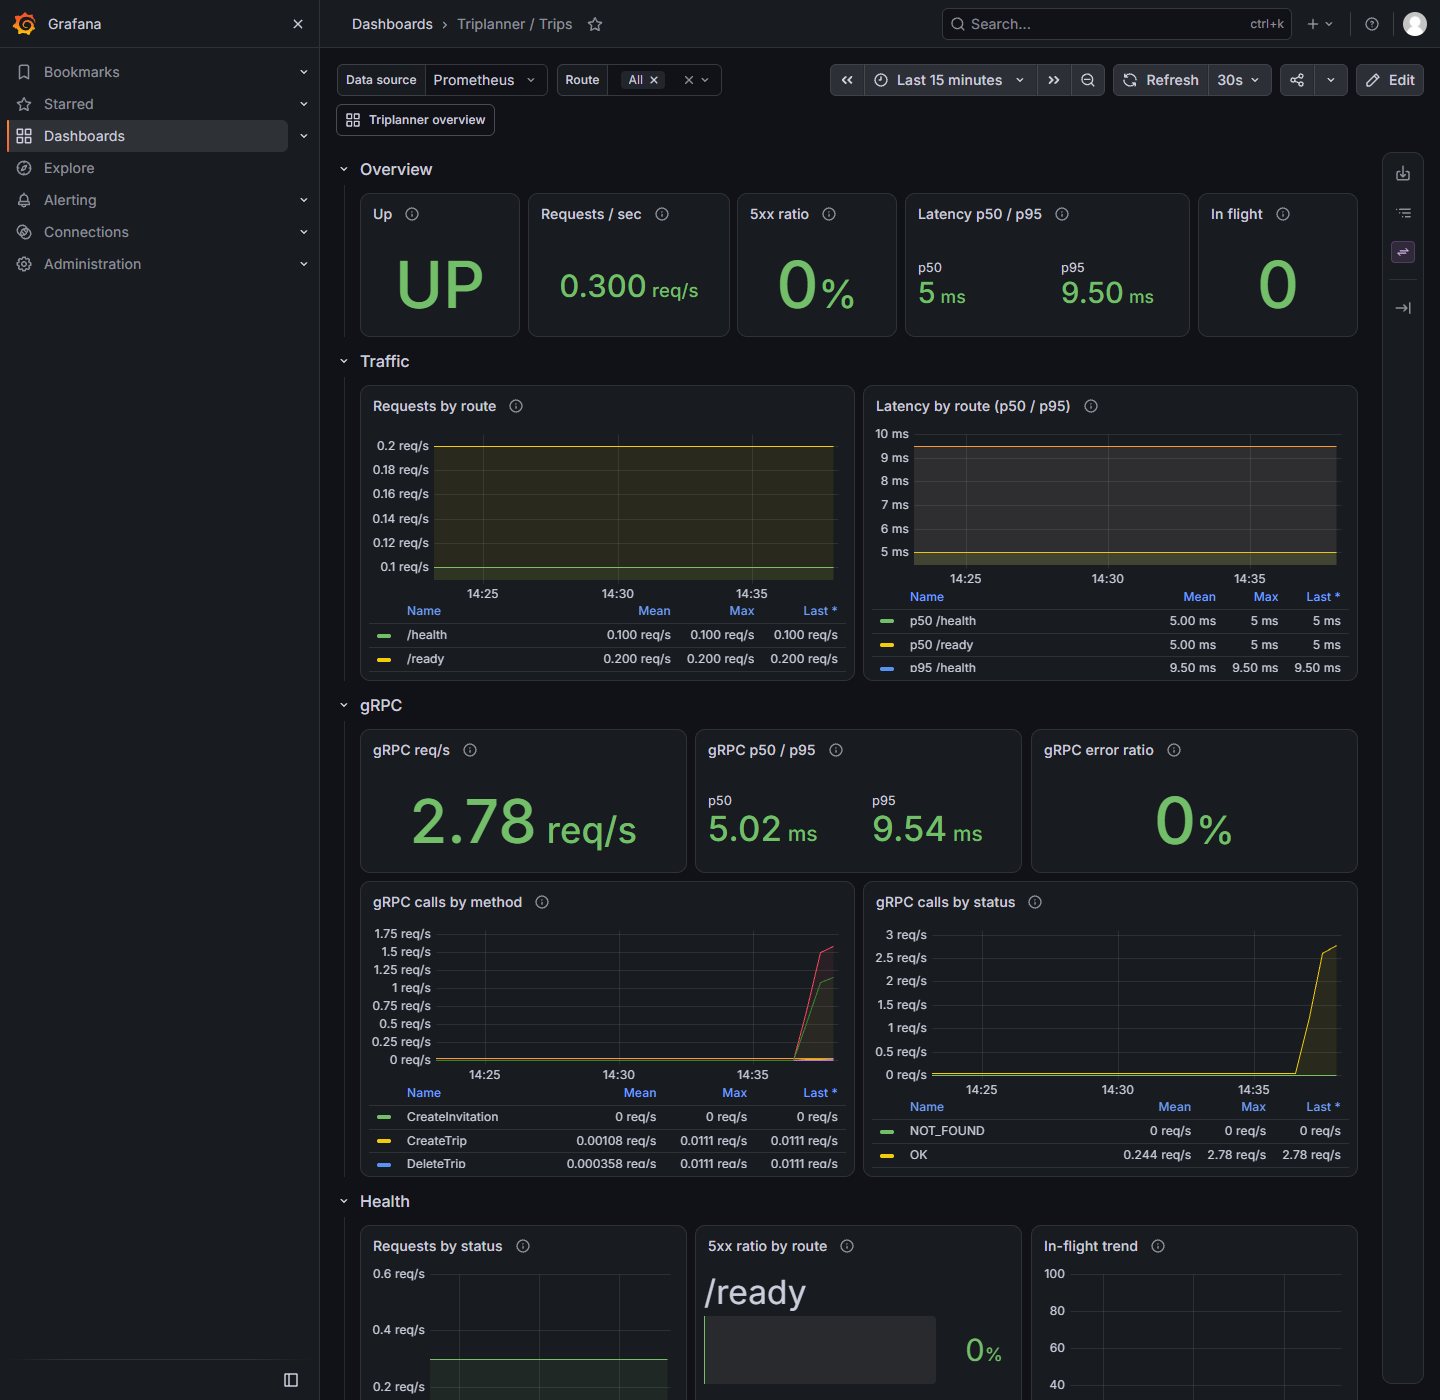 Grafana
Dashboards › Triplanner / Trips
Search... ctrl+k
Bookmarks
Starred
Dashboards
Explore
Alerting
Connections
Administration
Data source Prometheus Route All
Last 15 minutes Refresh 30s Edit
Triplanner overview
Overview
Up Requests / sec 5xx ratio Latency p50 / p95 In flight
p50 p95
UP 0.300 req/s 0% 5 ms 9.50 ms 0
Traffic
Requests by route
0.2 req/s
0.18 req/s
0.16 req/s
0.14 req/s
0.12 req/s
0.1 req/s
14:25 14:30 14:35
Name Mean Max Last *
/health 0.100 req/s 0.100 req/s 0.100 req/s
/ready 0.200 req/s 0.200 req/s 0.200 req/s
Latency by route (p50 / p95)
10 ms
9 ms
8 ms
7 ms
6 ms
5 ms
14:25 14:30 14:35
Name Mean Max Last *
p50 /health 5.00 ms 5 ms 5 ms
p50 /ready 5.00 ms 5 ms 5 ms
p95 /health 9.50 ms 9.50 ms 9.50 ms
gRPC
gRPC req/s
2.78 req/s
gRPC p50 / p95
p50 p95
5.02 ms 9.54 ms
gRPC error ratio
0%
gRPC calls by method
1.75 req/s
1.5 req/s
1.25 req/s
1 req/s
0.75 req/s
0.5 req/s
0.25 req/s
0 req/s
14:25 14:30 14:35
Name Mean Max Last *
CreateInvitation 0 req/s 0 req/s 0 req/s
CreateTrip 0.00108 req/s 0.0111 req/s 0.0111 req/s
DeleteTrip 0.000358 req/s 0.0111 req/s 0.0111 req/s
gRPC calls by status
3 req/s
2.5 req/s
2 req/s
1.5 req/s
1 req/s
0.5 req/s
0 req/s
14:25 14:30 14:35
Name Mean Max Last *
NOT_FOUND 0 req/s 0 req/s 0 req/s
OK 0.244 req/s 2.78 req/s 2.78 req/s
Health
Requests by status
0.6 req/s
0.4 req/s
0.2 req/s
5xx ratio by route
/ready
0%
In-flight trend
100
80
60
40